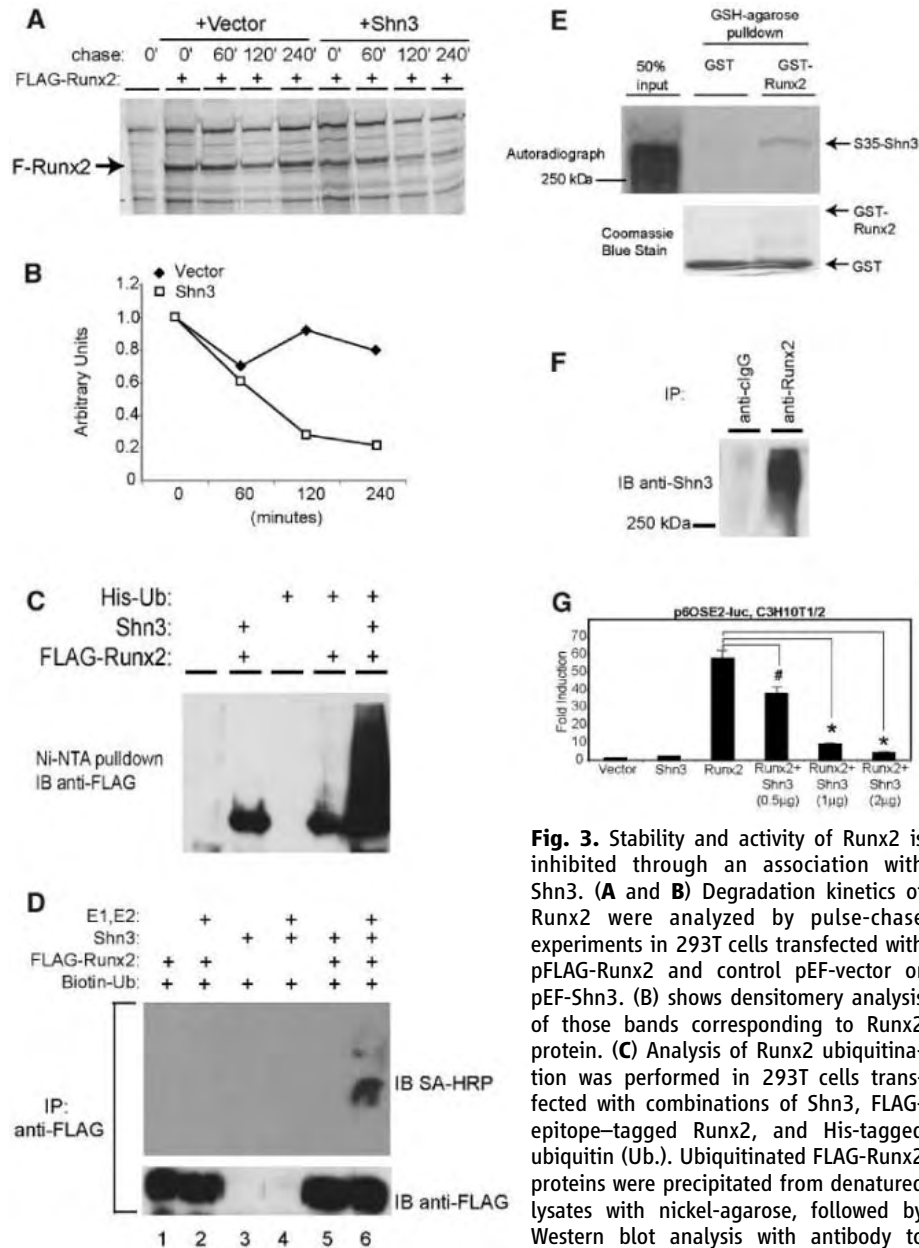 A
+Vector +Shn3
chase: 0' 0' 60' 120' 240' 0' 60' 120' 240'
FLAG-Runx2: + + + + + + + +
F-Runx2
B
Vector
Shn3
1.2
1.0
0.8
0.6
0.4
0.2
0
Arbitrary Units
0 60 120 240
(minutes)
C
His-Ub: + + +
Shn3: + +
FLAG-Runx2: + + +
Ni-NTA pulldown
IB anti-FLAG
D
E1,E2: + + +
Shn3: + + + +
FLAG-Runx2: + + + +
Biotin-Ub: + + + + + +
IP:
anti-FLAG
IB SA-HRP
IB anti-FLAG
1 2 3 4 5 6
E
GSH-agarose
pulldown
50%
input
GST
GST-
Runx2
Autoradiograph
250 kDa
S35-Shn3
Coomassie
Blue Stain
GST-
Runx2
GST
F
IP:
anti-cIgG
anti-Runx2
IB anti-Shn3
250 kDa
G
p6OSE2-luc, C3H10T1/2
Fold Induction
70
60
50
40
30
20
10
0
# * *
Vector Shn3 Runx2 Runx2+ Runx2+ Runx2+
Shn3 Shn3 Shn3
(0.5µg) (1µg) (2µg)
Fig. 3. Stability and activity of Runx2 is
inhibited through an association with
Shn3. (A and B) Degradation kinetics of
Runx2 were analyzed by pulse-chase
experiments in 293T cells transfected with
pFLAG-Runx2 and control pEF-vector or
pEF-Shn3. (B) shows densitomery analysis
of those bands corresponding to Runx2
protein. (C) Analysis of Runx2 ubiquitina-
tion was performed in 293T cells trans-
fected with combinations of Shn3, FLAG-
epitope–tagged Runx2, and His-tagged
ubiquitin (Ub.). Ubiquitinated FLAG-Runx2
proteins were precipitated from denatured
lysates with nickel-agarose, followed by
Western blot analysis with antibody to